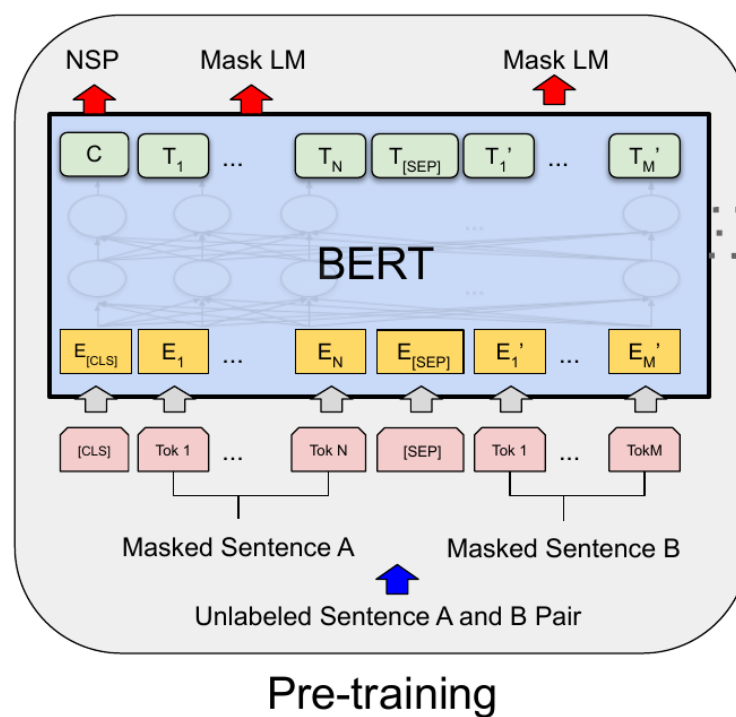 NSP Mask LM Mask LM
C T1 ... TN T[SEP] T1' ... TM'
...
BERT
...
E[CLS] E1 ... EN E[SEP] E1' ... EM'
[CLS] Tok 1 ... Tok N [SEP] Tok 1 ... TokM
Masked Sentence A Masked Sentence B
Unlabeled Sentence A and B Pair
Pre-training